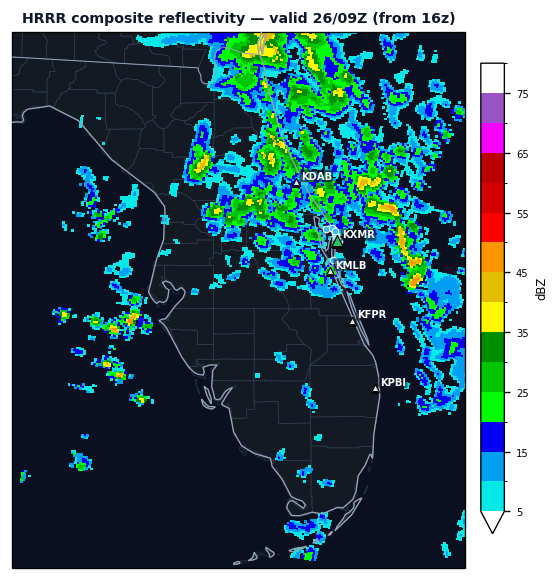 HRRR composite reflectivity — valid 26/09Z (from 16z)
KDAB
KXMR
KMLB
KFPR
KPBI
75
65
55
45
35
25
15
5
dBZ